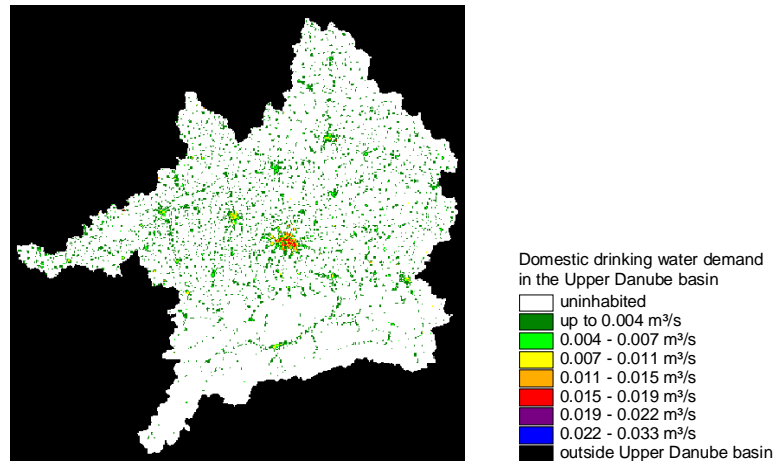 Domestic drinking water demand
in the Upper Danube basin
uninhabited
up to 0.004 m³/s
0.004 - 0.007 m³/s
0.007 - 0.011 m³/s
0.011 - 0.015 m³/s
0.015 - 0.019 m³/s
0.019 - 0.022 m³/s
0.022 - 0.033 m³/s
outside Upper Danube basin